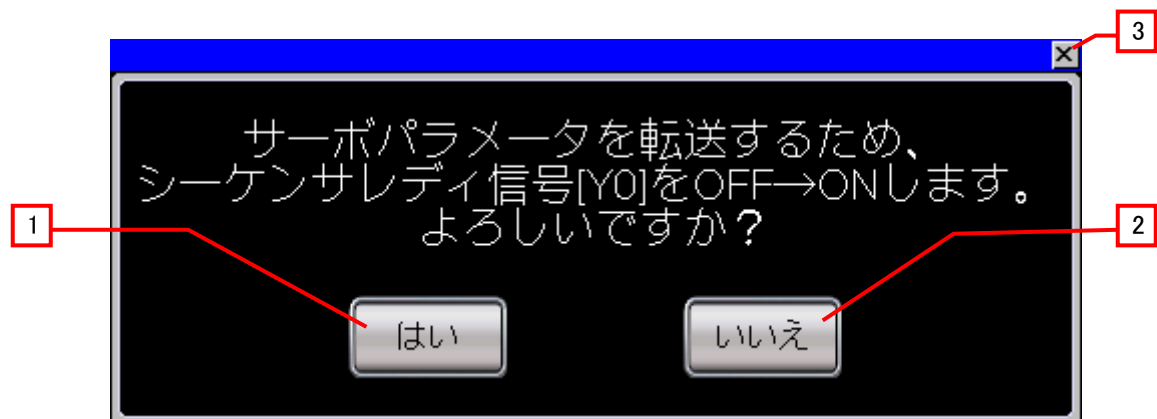 3
サーボパラメータを転送するため、
シーケンサレディ信号[Y0]をOFF→ONします。
よろしいですか？
1
2
はい
いいえ